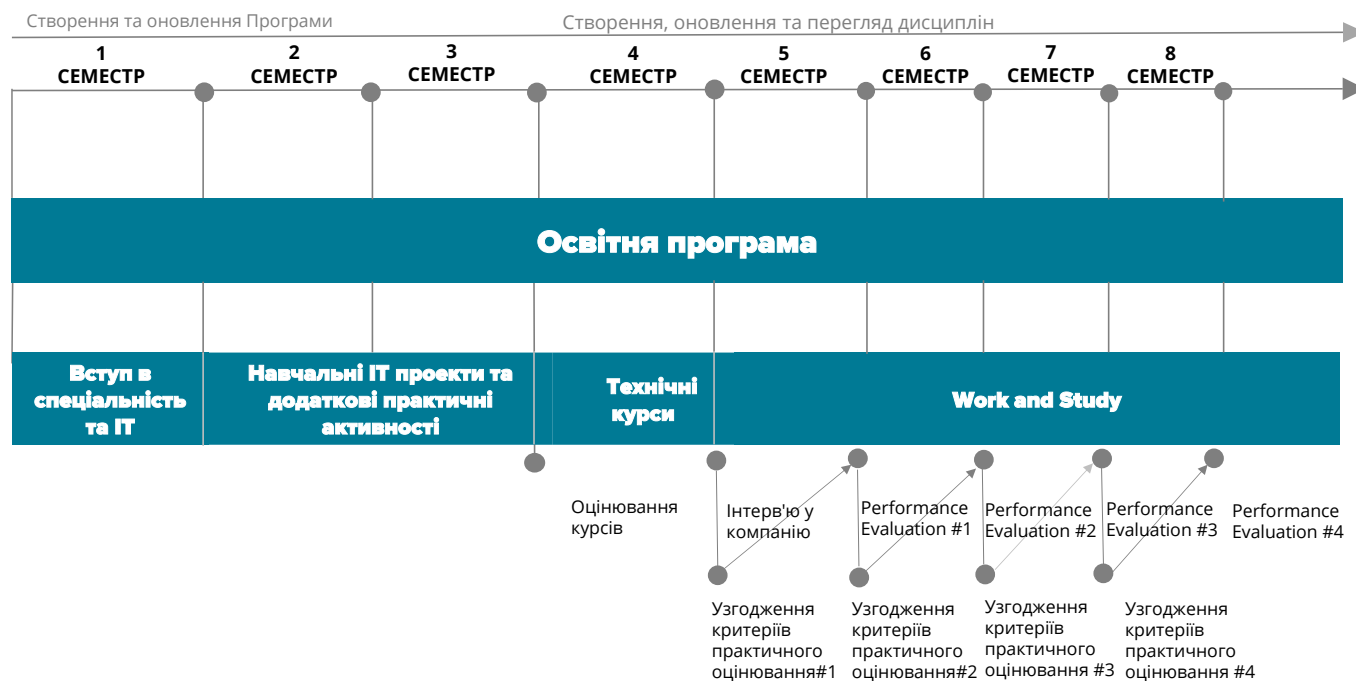 Створення та оновлення Програми
Створення, оновлення та перегляд дисциплін
1
СЕМЕСТР
2
СЕМЕСТР
3
СЕМЕСТР
4
СЕМЕСТР
5
СЕМЕСТР
6
СЕМЕСТР
7
СЕМЕСТР
8
СЕМЕСТР
Освітня програма
Вступ в
спеціальність
та ІТ
Навчальні ІТ проекти та
додаткові практичні
активності
Технічні
курси
Work and Study
Оцінювання
курсів
Інтерв'ю у
компанію
Performance
Evaluation #1
Performance
Evaluation #2
Performance
Evaluation #3
Performance
Evaluation #4
Узгодження
критеріїв
практичного
оцінювання#1
Узгодження
критеріїв
практичного
оцінювання#2
Узгодження
критеріїв
практичного
оцінювання #3
Узгодження
критеріїв
практичного
оцінювання #4